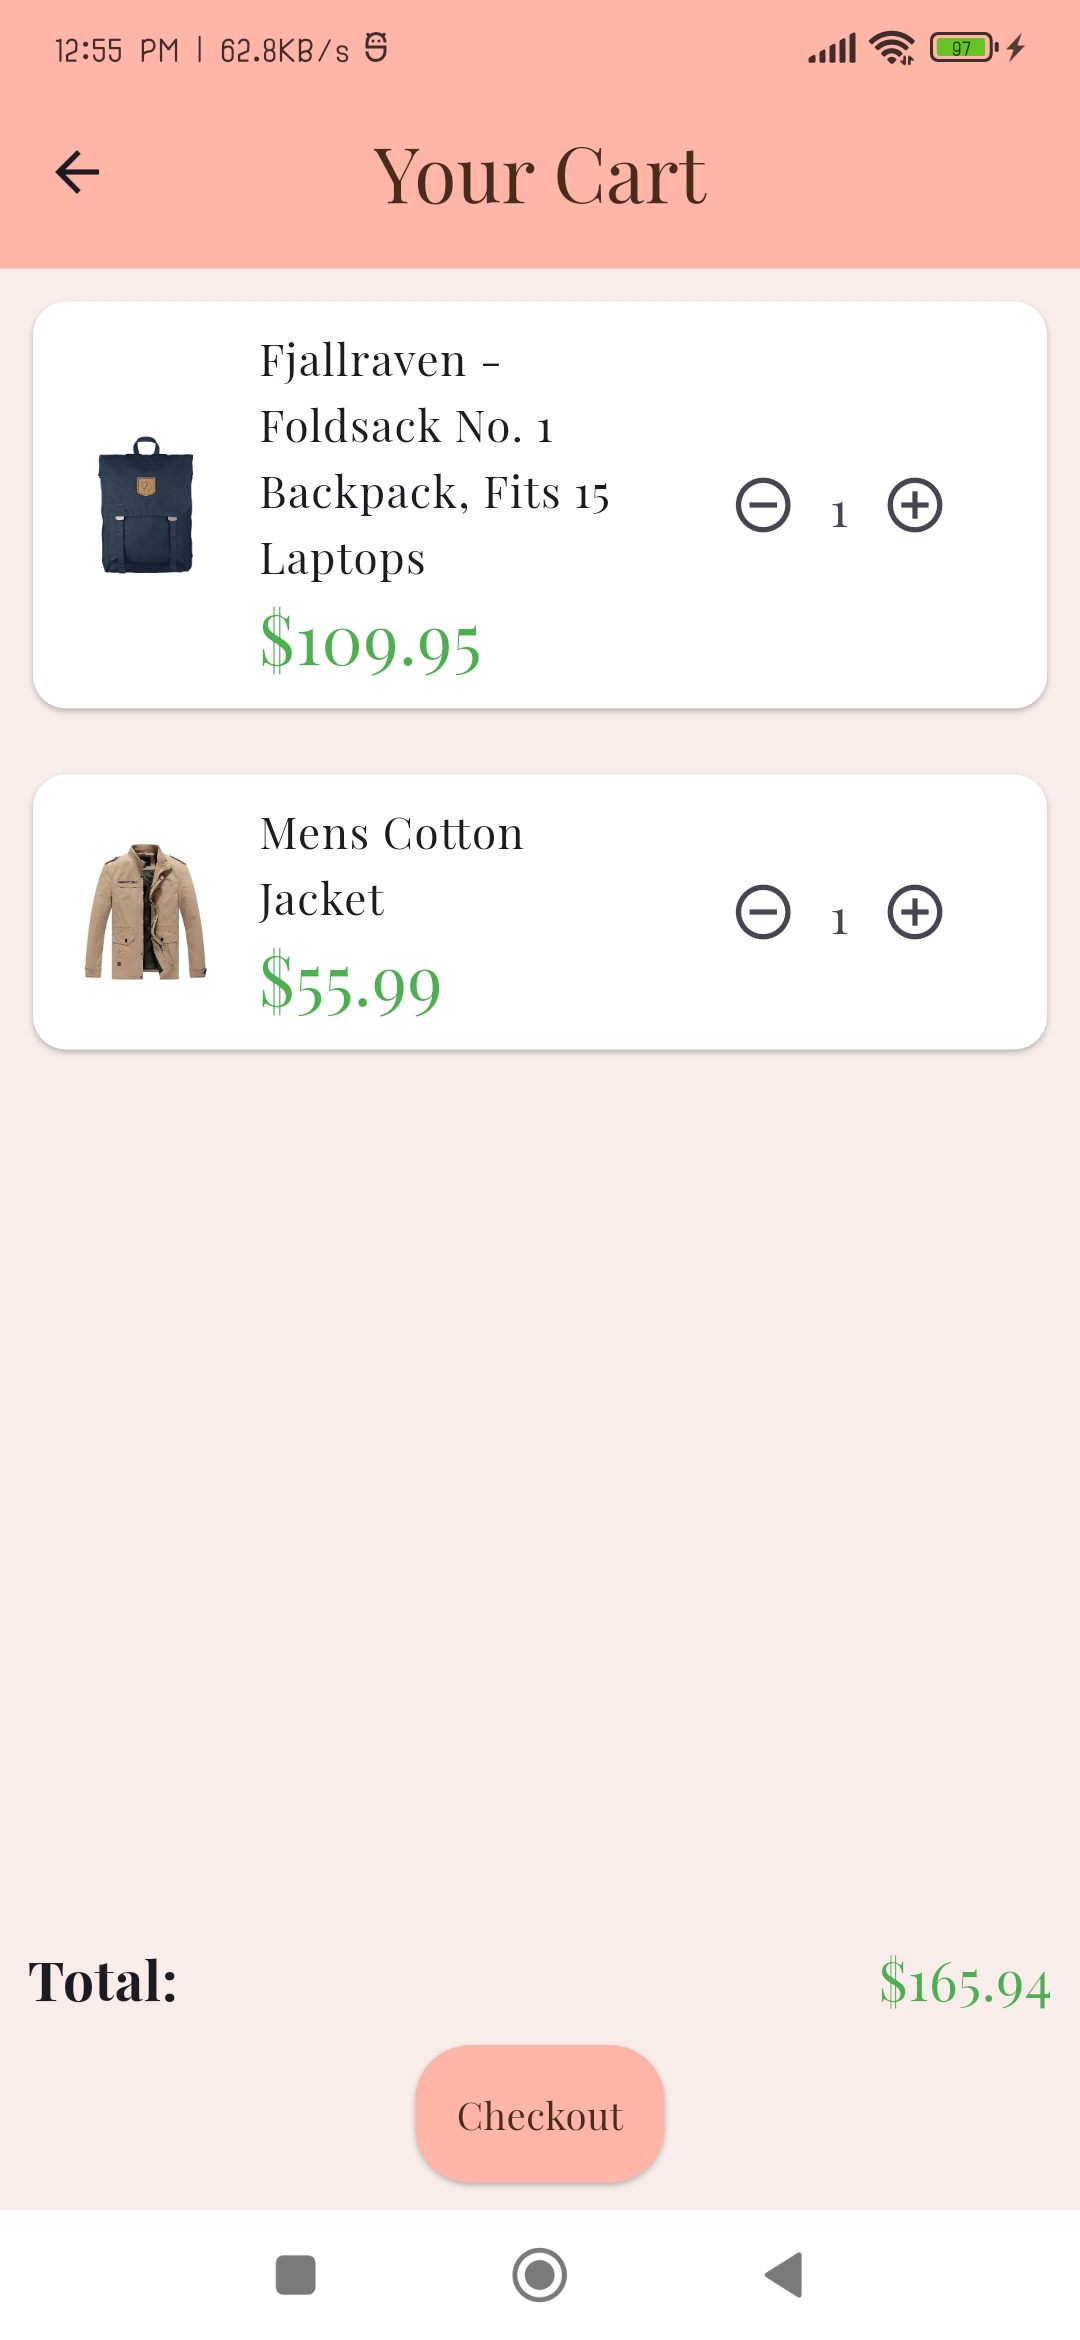 12:55 PM | 62.8KB/s
97
Your Cart
Fjallraven -
Foldsack No. 1
Backpack, Fits 15
Laptops
$109.95
1
Mens Cotton
Jacket
$55.99
1
Total:
$165.94
Checkout